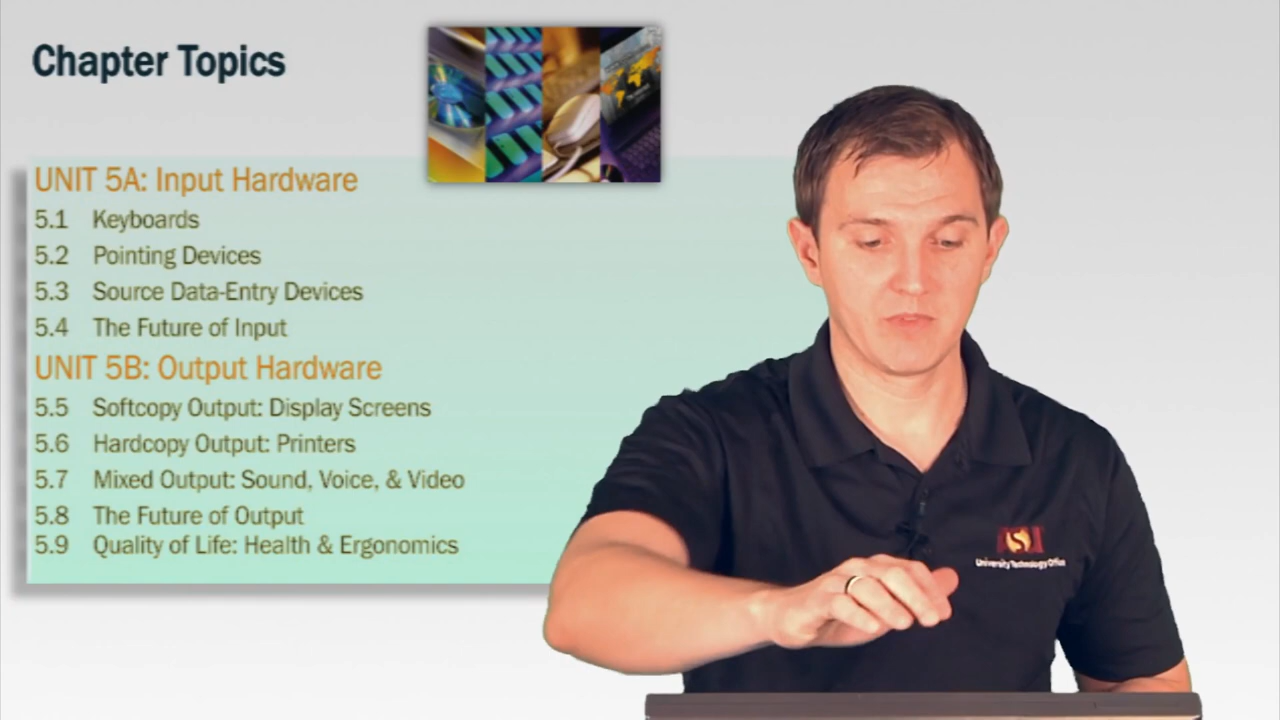 Chapter Topics
UNIT 5A: Input Hardware
5.1 Keyboards
5.2 Pointing Devices
5.3 Source Data-Entry Devices
5.4 The Future of Input
UNIT 5B: Output Hardware
5.5 Softcopy Output: Display Screens
5.6 Hardcopy Output: Printers
5.7 Mixed Output: Sound, Voice, & Video
5.8 The Future of Output
5.9 Quality of Life: Health & Ergonomics
University Technology Office